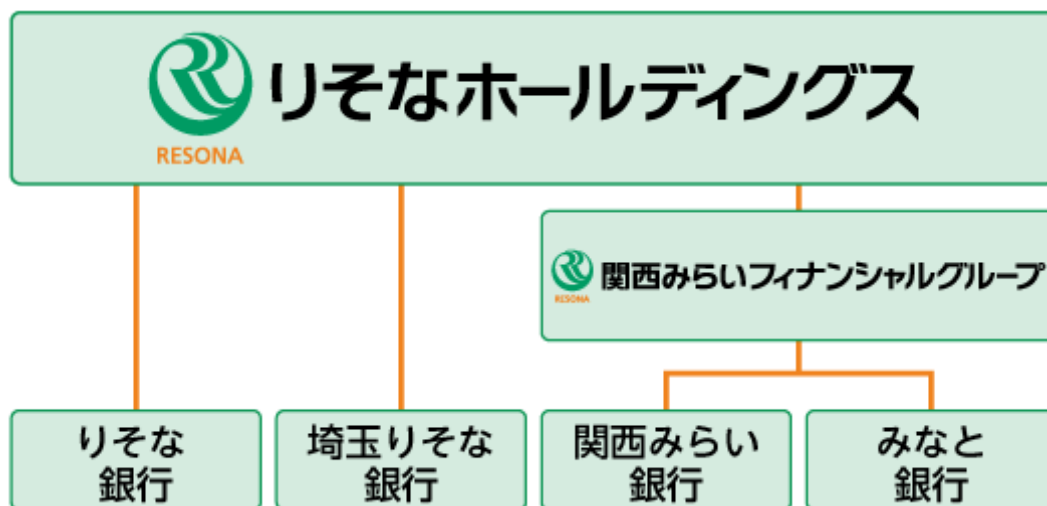 りそなホールディングス
RESONA
関西みらいフィナンシャルグループ
RESONA
りそな
銀行
埼玉りそな
銀行
関西みらい
銀行
みなと
銀行